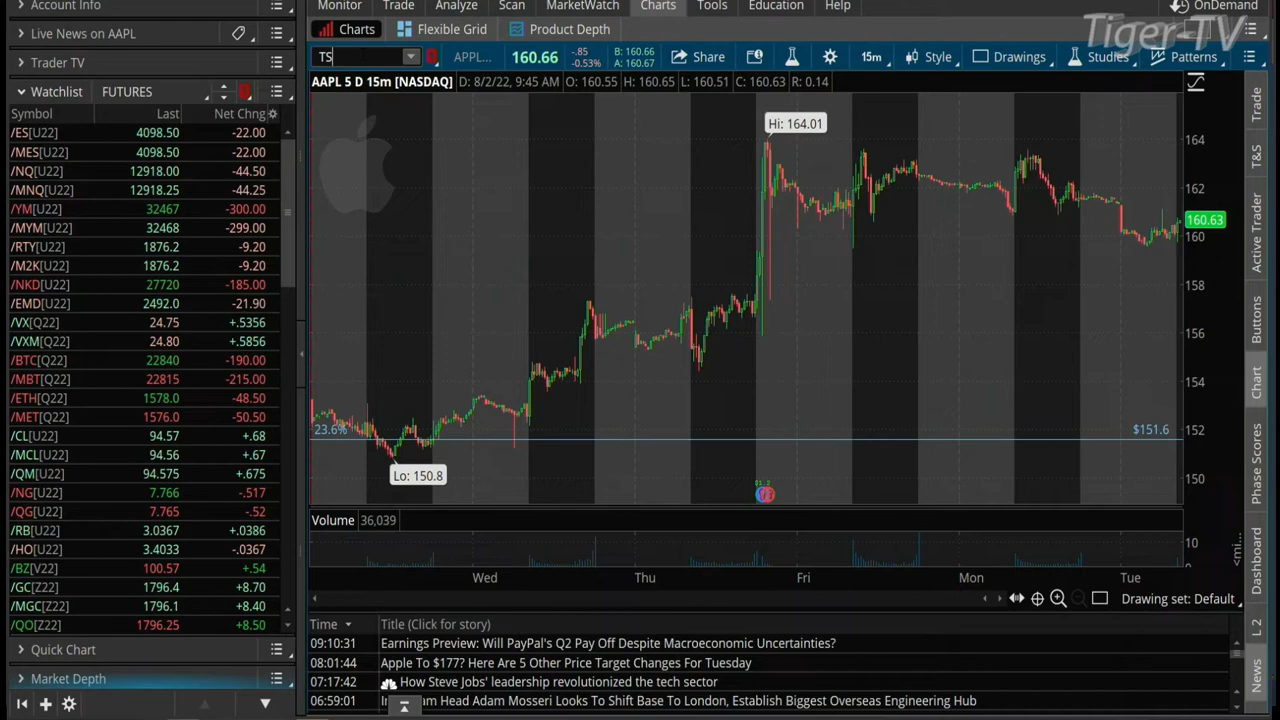 Monitor Trade Analyze Scan MarketWatch Charts Tools Education Help OnDemand
Tiger-TV
Account Info
Live News on AAPL
Trader TV
Watchlist FUTURES
Symbol Last Net Chng
/ES[U22] 4098.50 -22.00
/MES[U22] 4098.50 -22.00
/NQ[U22] 12918.00 -44.50
/MNQ[U22] 12918.25 -44.25
/YM[U22] 32467 -300.00
/MYM[U22] 32468 -299.00
/RTY[U22] 1876.2 -9.20
/M2K[U22] 1876.2 -9.20
/NKD[U22] 27720 -185.00
/EMD[U22] 2492.0 -21.90
/VX[Q22] 24.75 +.5356
/VXM[Q22] 24.80 +.5856
/BTC[Q22] 22840 -190.00
/MBT[Q22] 22815 -215.00
/ETH[Q22] 1578.0 -48.50
/MET[Q22] 1576.0 -50.50
/CL[U22] 94.57 +.68
/MCL[U22] 94.56 +.67
/QM[U22] 94.575 +.675
/NG[U22] 7.766 -.517
/QG[U22] 7.765 -.52
/RB[U22] 3.0367 +.0386
/HO[U22] 3.4033 -.0367
/BZ[V22] 100.57 +.54
/GC[Z22] 1796.4 +8.70
/MGC[Z22] 1796.1 +8.40
/QO[Z22] 1796.25 +8.50
Quick Chart
Market Depth
Charts Flexible Grid Product Depth
TS APPL... 160.66 -.85 -0.53% B: 160.66 A: 160.67 Share 15m Style Drawings Studies Patterns
AAPL 5 D 15m [NASDAQ] D: 8/2/22, 9:45 AM O: 160.55 H: 160.65 L: 160.51 C: 160.63 R: 0.14
Hi: 164.01
164
162
160.63
160
158
156
154
152
150
23.6% $151.6
Lo: 150.8
Volume 36,039
10
Wed Thu Fri Mon Tue
Drawing set: Default
Time Title (Click for story)
09:10:31 Earnings Preview: Will PayPal's Q2 Pay Off Despite Macroeconomic Uncertainties?
08:01:44 Apple To $177? Here Are 5 Other Price Target Changes For Tuesday
07:17:42 How Steve Jobs' leadership revolutionized the tech sector
06:59:01 In am Head Adam Mosseri Looks To Shift Base To London, Establish Biggest Overseas Engineering Hub
Trade
T&S
Active Trader
Buttons
Chart
Phase Scores
Dashboard
L 2
News
<mi...